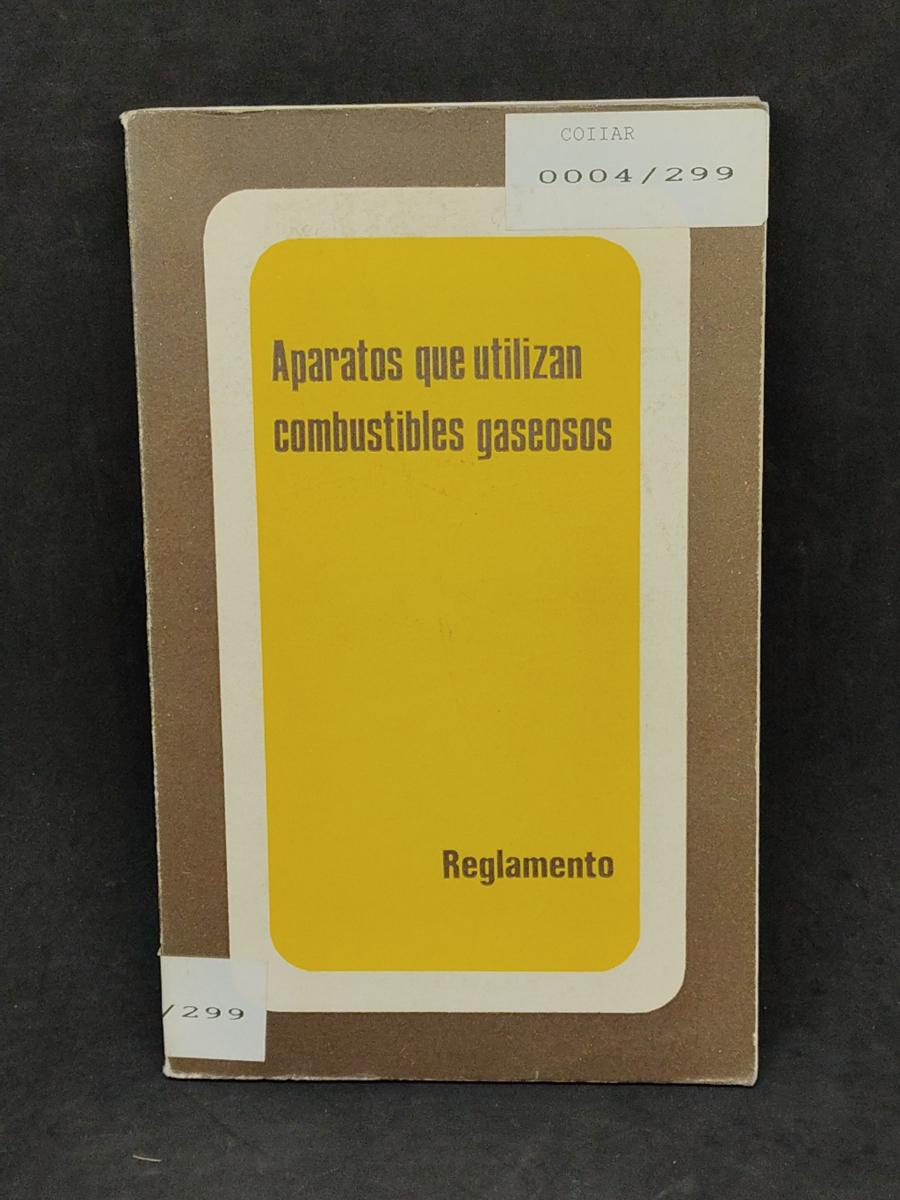 COIIAR
0004/299
Aparatos que utilizan
combustibles gaseosos
Reglamento
/299